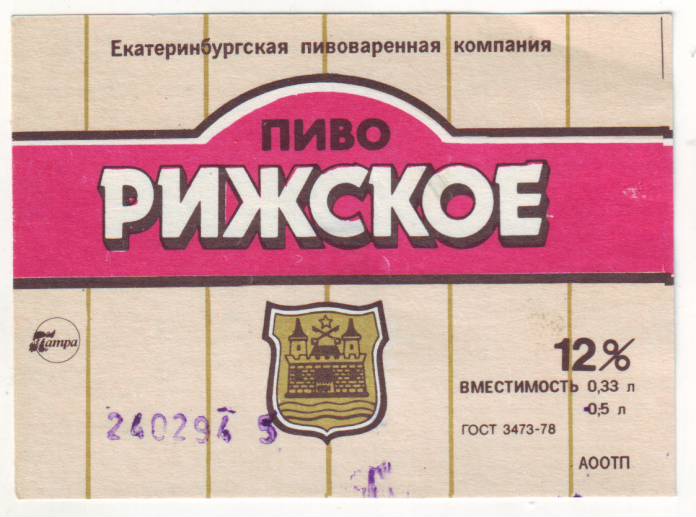 Екатеринбургская пивоваренная компания
ПИВО
РИЖСКОЕ
Патра
12%
ВМЕСТИМОСТЬ 0,33 л
0,5 л
ГОСТ 3473-78
240294 5
АООТП